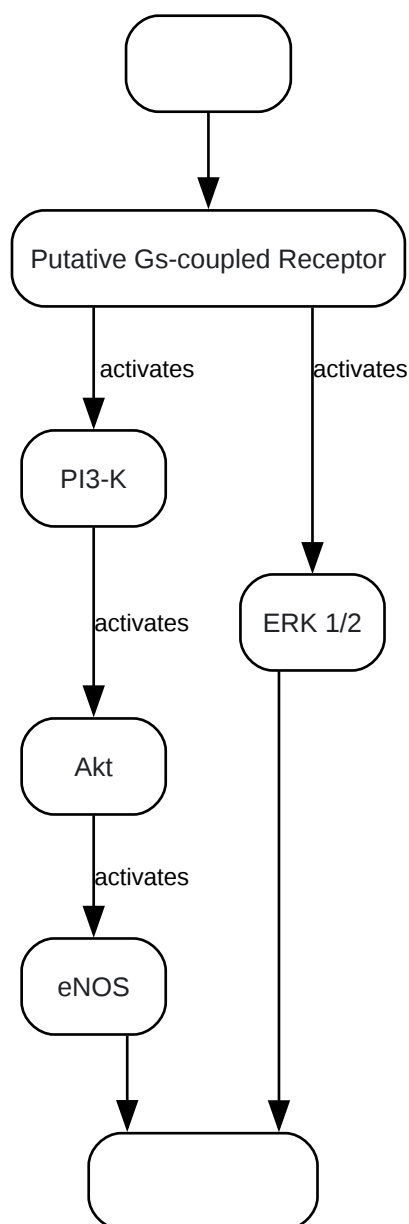 Putative Gs-coupled Receptor
activates
activates
PI3-K
activates
ERK 1/2
Akt
activates
eNOS